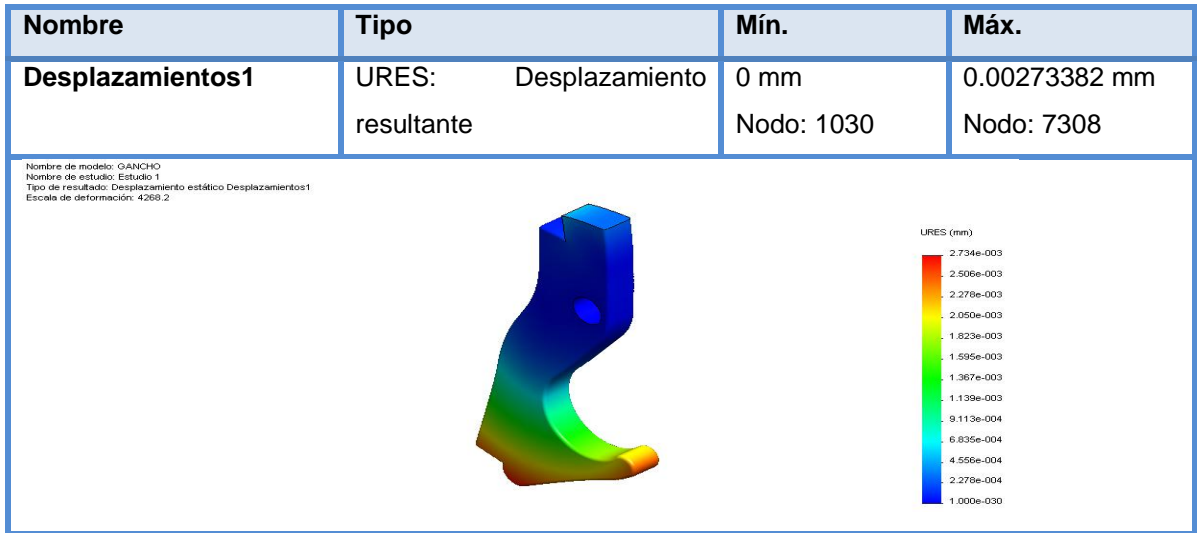 Nombre Tipo Mín. Máx.
Desplazamientos1 URES: Desplazamiento 0 mm 0.00273382 mm
resultante Nodo: 1030 Nodo: 7308
Nombre de modelo: GANCHO
Nombre de estudio: Estudio 1
Tipo de resultado: Desplazamiento estático Desplazamientos1
Escala de deformación: 4268.2
URES (mm)
2.734e-003
2.506e-003
2.278e-003
2.050e-003
1.823e-003
1.595e-003
1.367e-003
1.139e-003
9.113e-004
6.835e-004
4.556e-004
2.278e-004
1.000e-030